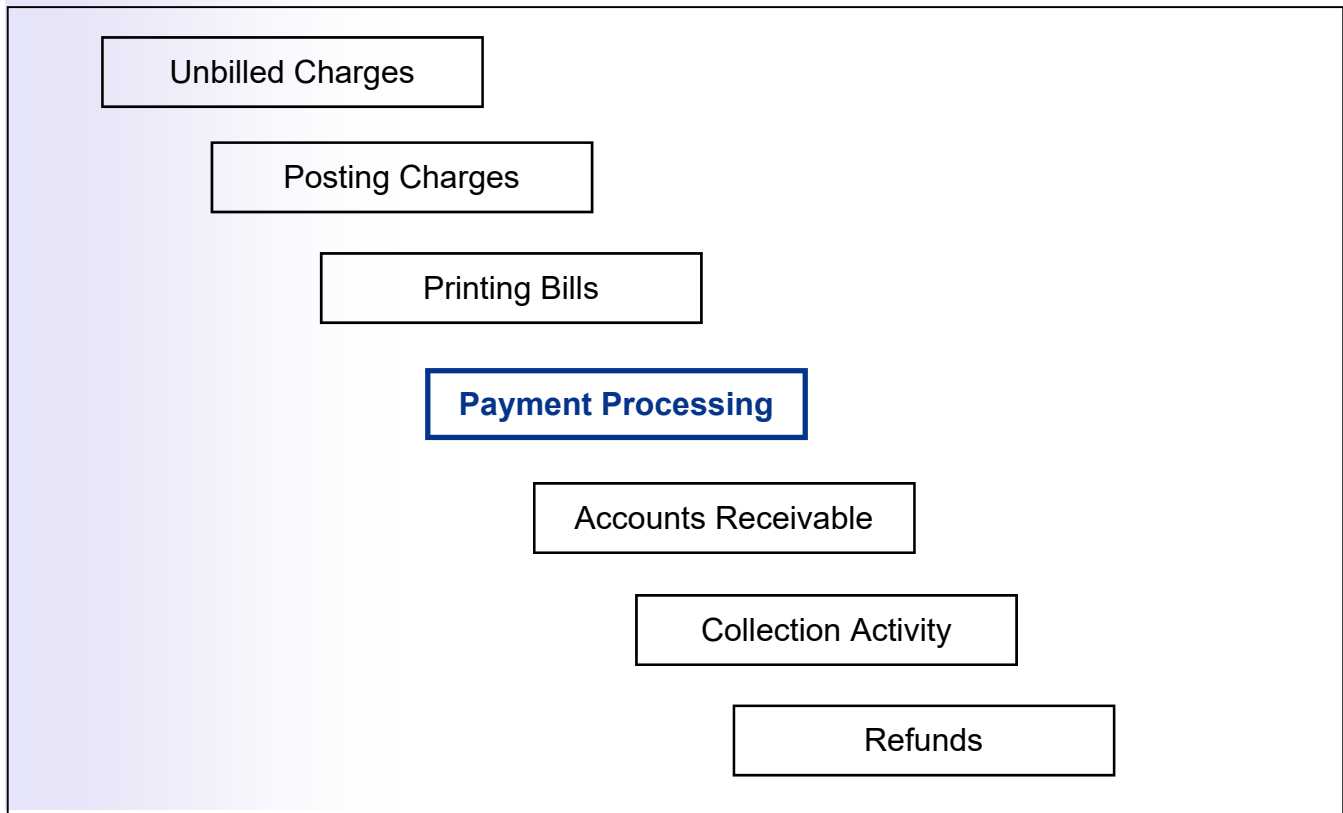 Unbilled Charges
Posting Charges
Printing Bills
Payment Processing
Accounts Receivable
Collection Activity
Refunds